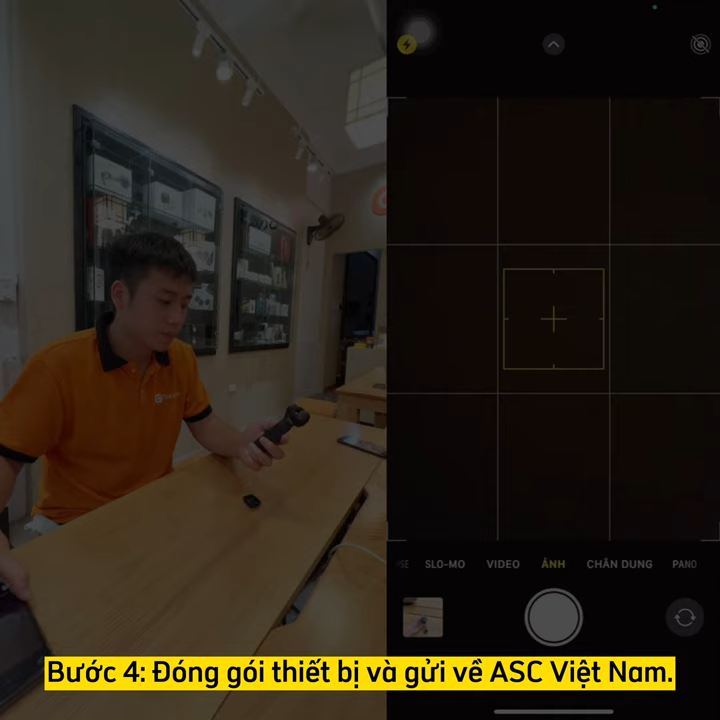 SLO-MO VIDEO ẢNH CHÂN DUNG PANO
Bước 4: Đóng gói thiết bị và gửi về ASC Việt Nam.